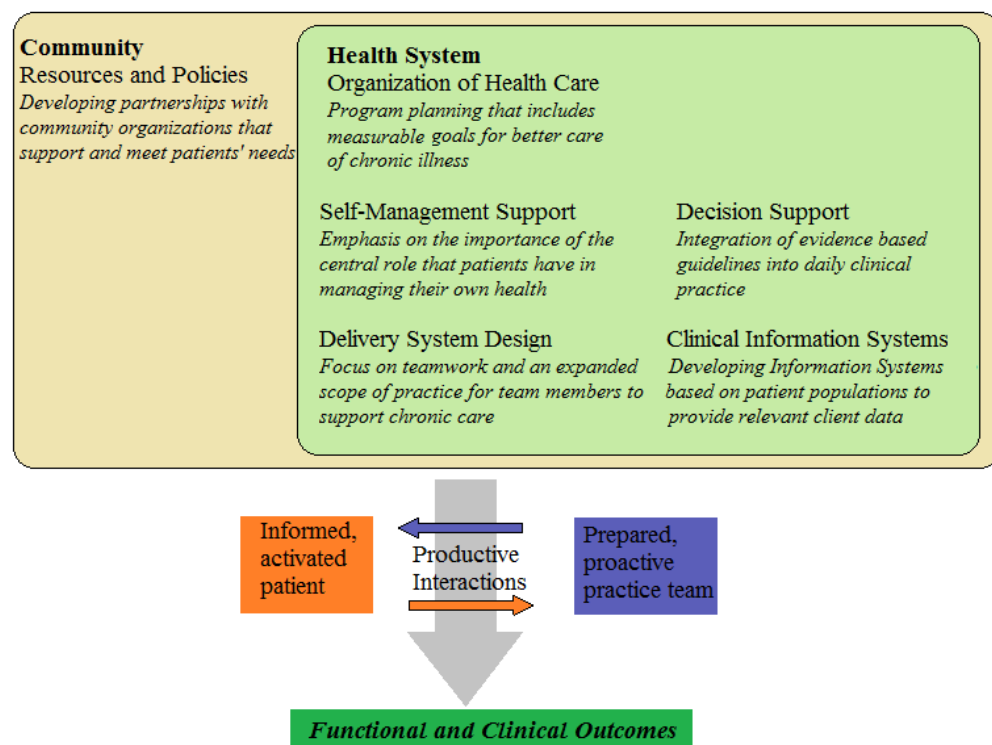 Community
Resources and Policies
Developing partnerships with
community organizations that
support and meet patients' needs
Health System
Organization of Health Care
Program planning that includes
measurable goals for better care
of chronic illness
Self-Management Support
Emphasis on the importance of the
central role that patients have in
managing their own health
Decision Support
Integration of evidence based
guidelines into daily clinical
practice
Delivery System Design
Focus on teamwork and an expanded
scope of practice for team members to
support chronic care
Clinical Information Systems
Developing Information Systems
based on patient populations to
provide relevant client data
Informed,
activated
patient
Productive
Interactions
Prepared,
proactive
practice team
Functional and Clinical Outcomes